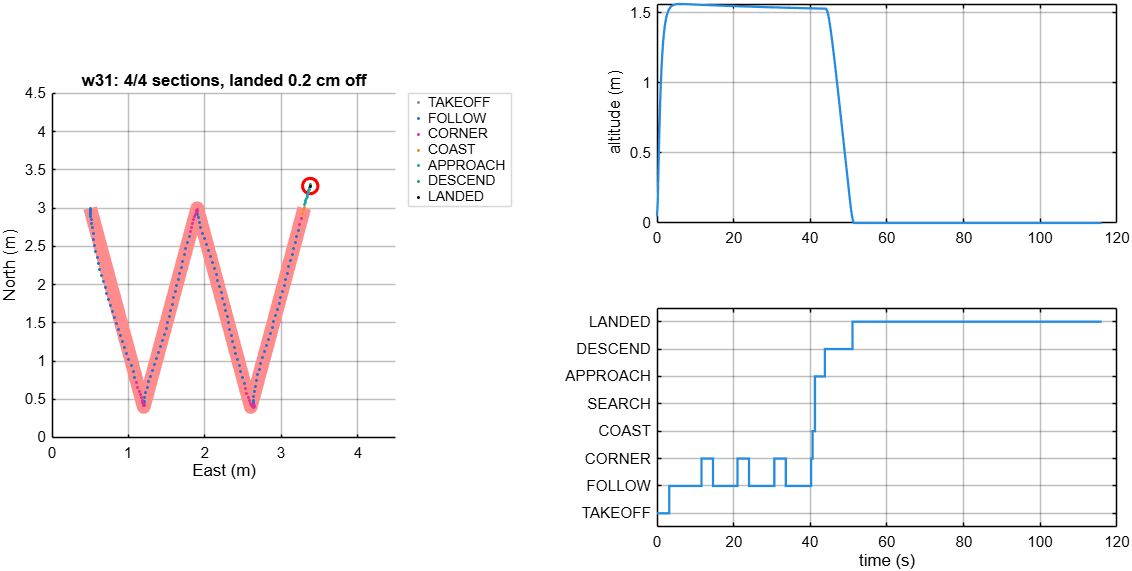 w31: 4/4 sections, landed 0.2 cm off
4.5
4
3.5
3
2.5
2
1.5
1
0.5
0
North (m)
0 1 2 3 4
East (m)
TAKEOFF
FOLLOW
CORNER
COAST
APPROACH
DESCEND
LANDED
1.5
1
0.5
0
altitude (m)
0 20 40 60 80 100 120
LANDED
DESCEND
APPROACH
SEARCH
COAST
CORNER
FOLLOW
TAKEOFF
0 20 40 60 80 100 120
time (s)